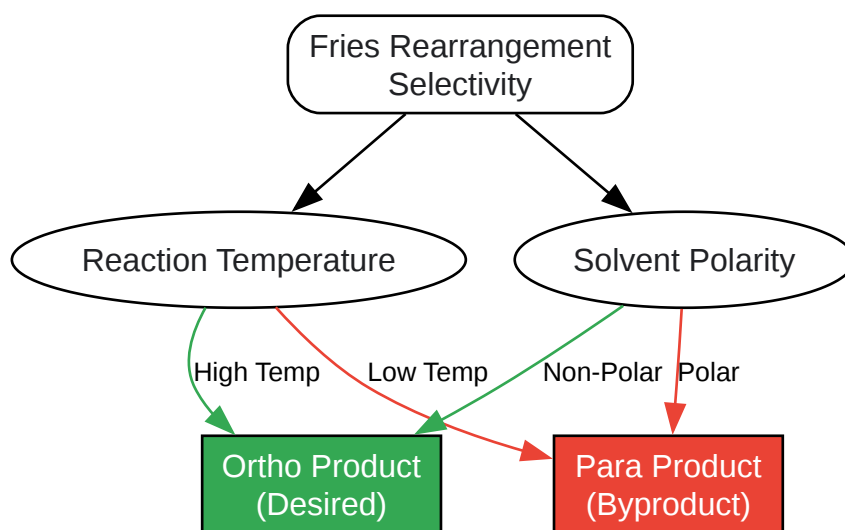 Fries Rearrangement
Selectivity
Reaction Temperature
Solvent Polarity
High Temp
Low Temp
Non-Polar
Polar
Ortho Product
(Desired)
Para Product
(Byproduct)